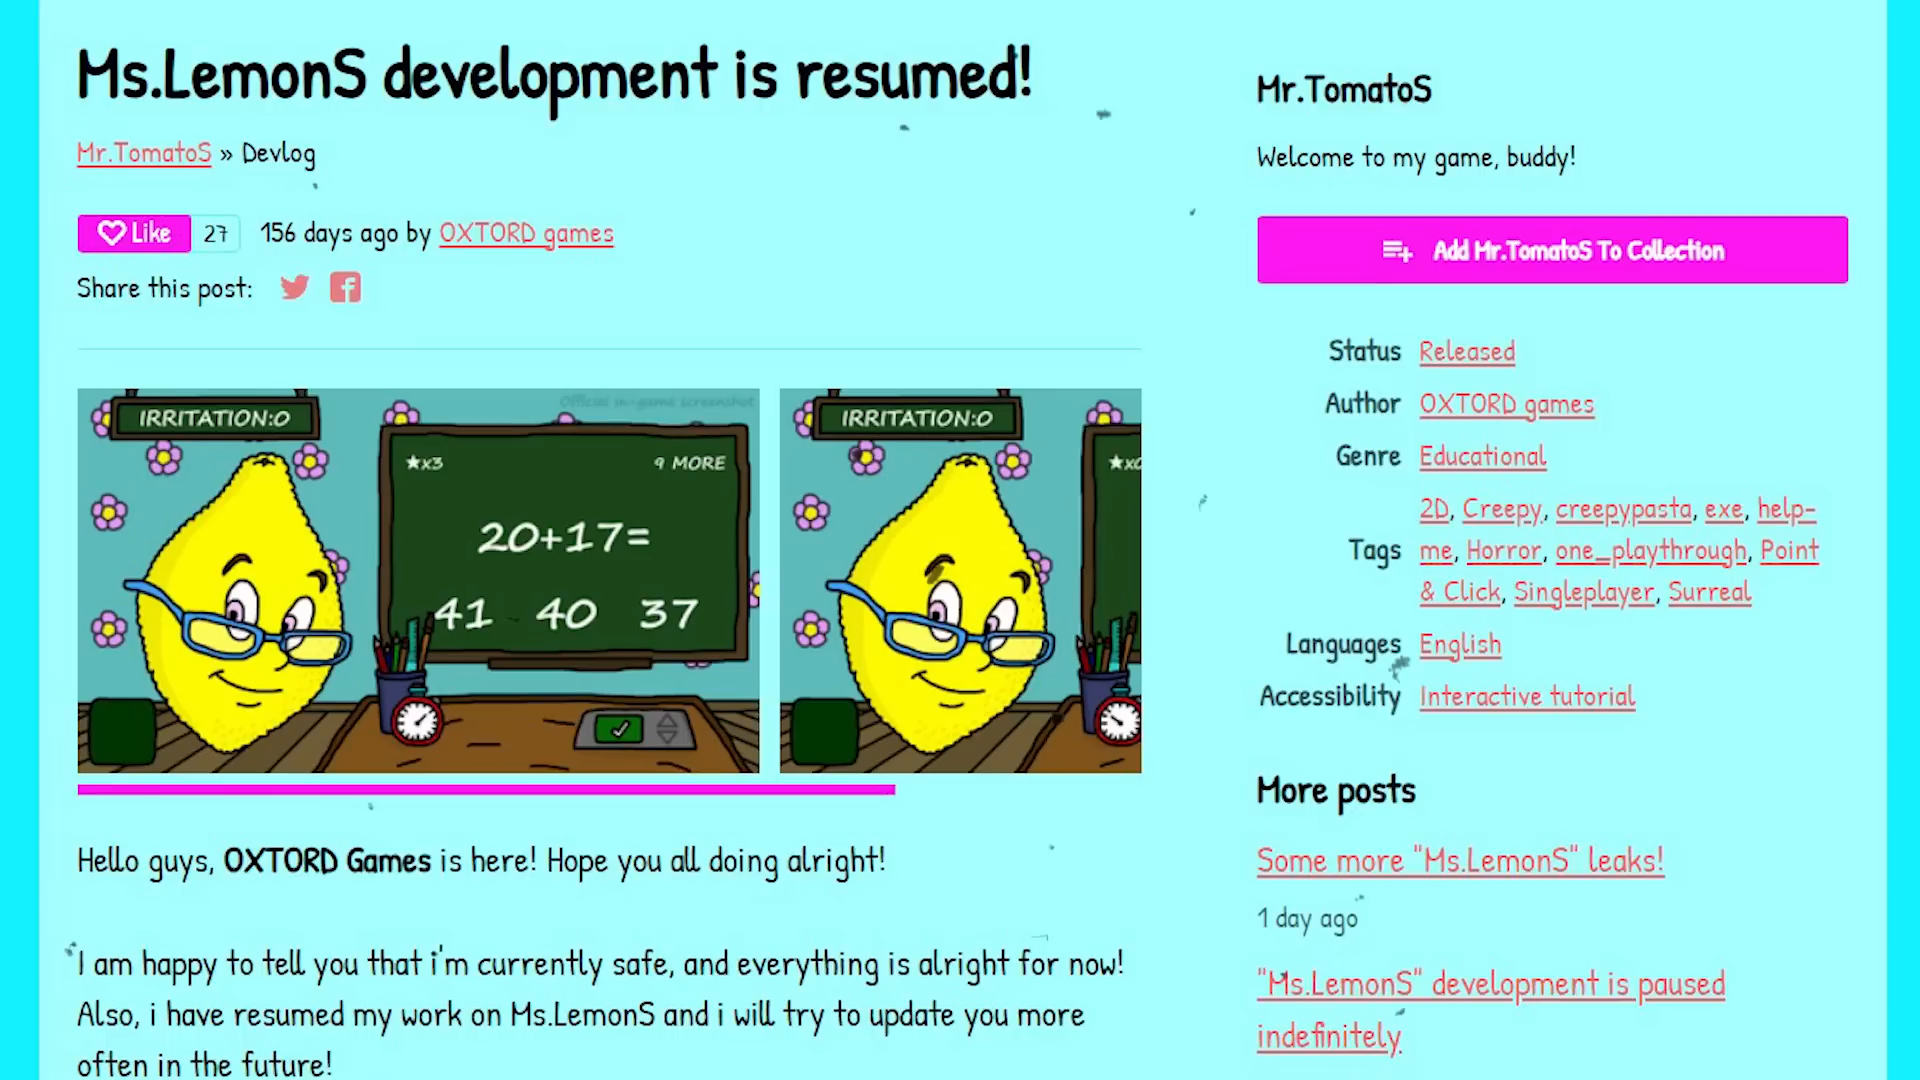 Ms.LemonS development is resumed!
Mr.TomatoS » Devlog
Like 27 156 days ago by OXTORD games
Share this post:
Official in-game screenshot
IRRITATION:0
★x3 9 MORE
20+17=
41 40 37
IRRITATION:0
★x0
Hello guys, OXTORD Games is here! Hope you all doing alright!
I am happy to tell you that i'm currently safe, and everything is alright for now!
Also, i have resumed my work on Ms.LemonS and i will try to update you more
often in the future!
Mr.TomatoS
Welcome to my game, buddy!
Add Mr.TomatoS To Collection
Status Released
Author OXTORD games
Genre Educational
Tags 2D, Creepy, creepypasta, exe, help-
me, Horror, one_playthrough, Point
& Click, Singleplayer, Surreal
Languages English
Accessibility Interactive tutorial
More posts
Some more "Ms.LemonS" leaks!
1 day ago
"Ms.LemonS" development is paused
indefinitely